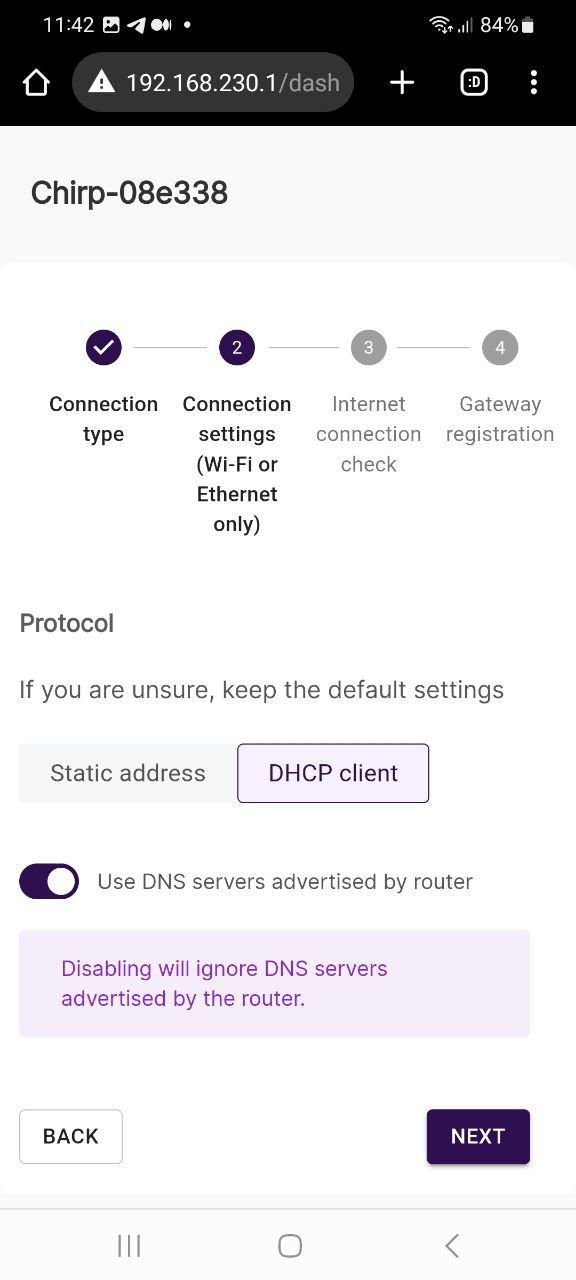 11:42
84%
192.168.230.1/dash
:D
Chirp-08e338
2
3
4
Connection
type
Connection
settings
(Wi-Fi or
Ethernet
only)
Internet
connection
check
Gateway
registration
Protocol
If you are unsure, keep the default settings
Static address
DHCP client
Use DNS servers advertised by router
Disabling will ignore DNS servers
advertised by the router.
BACK
NEXT